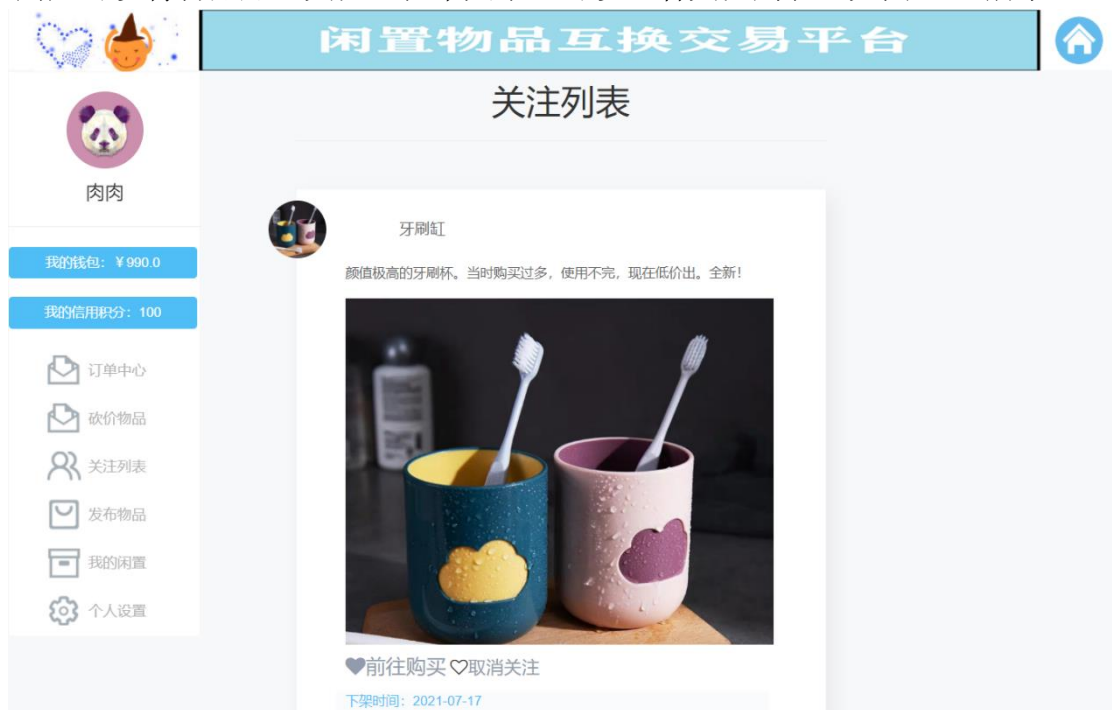 闲置物品互换交易平台
关注列表
肉肉
我的钱包：￥990.0
我的信用积分：100
订单中心
砍价物品
关注列表
发布物品
我的闲置
个人设置
牙刷缸
颜值极高的牙刷杯。当时购买过多，使用不完，现在低价出。全新！
前往购买 取消关注
下架时间：2021-07-17